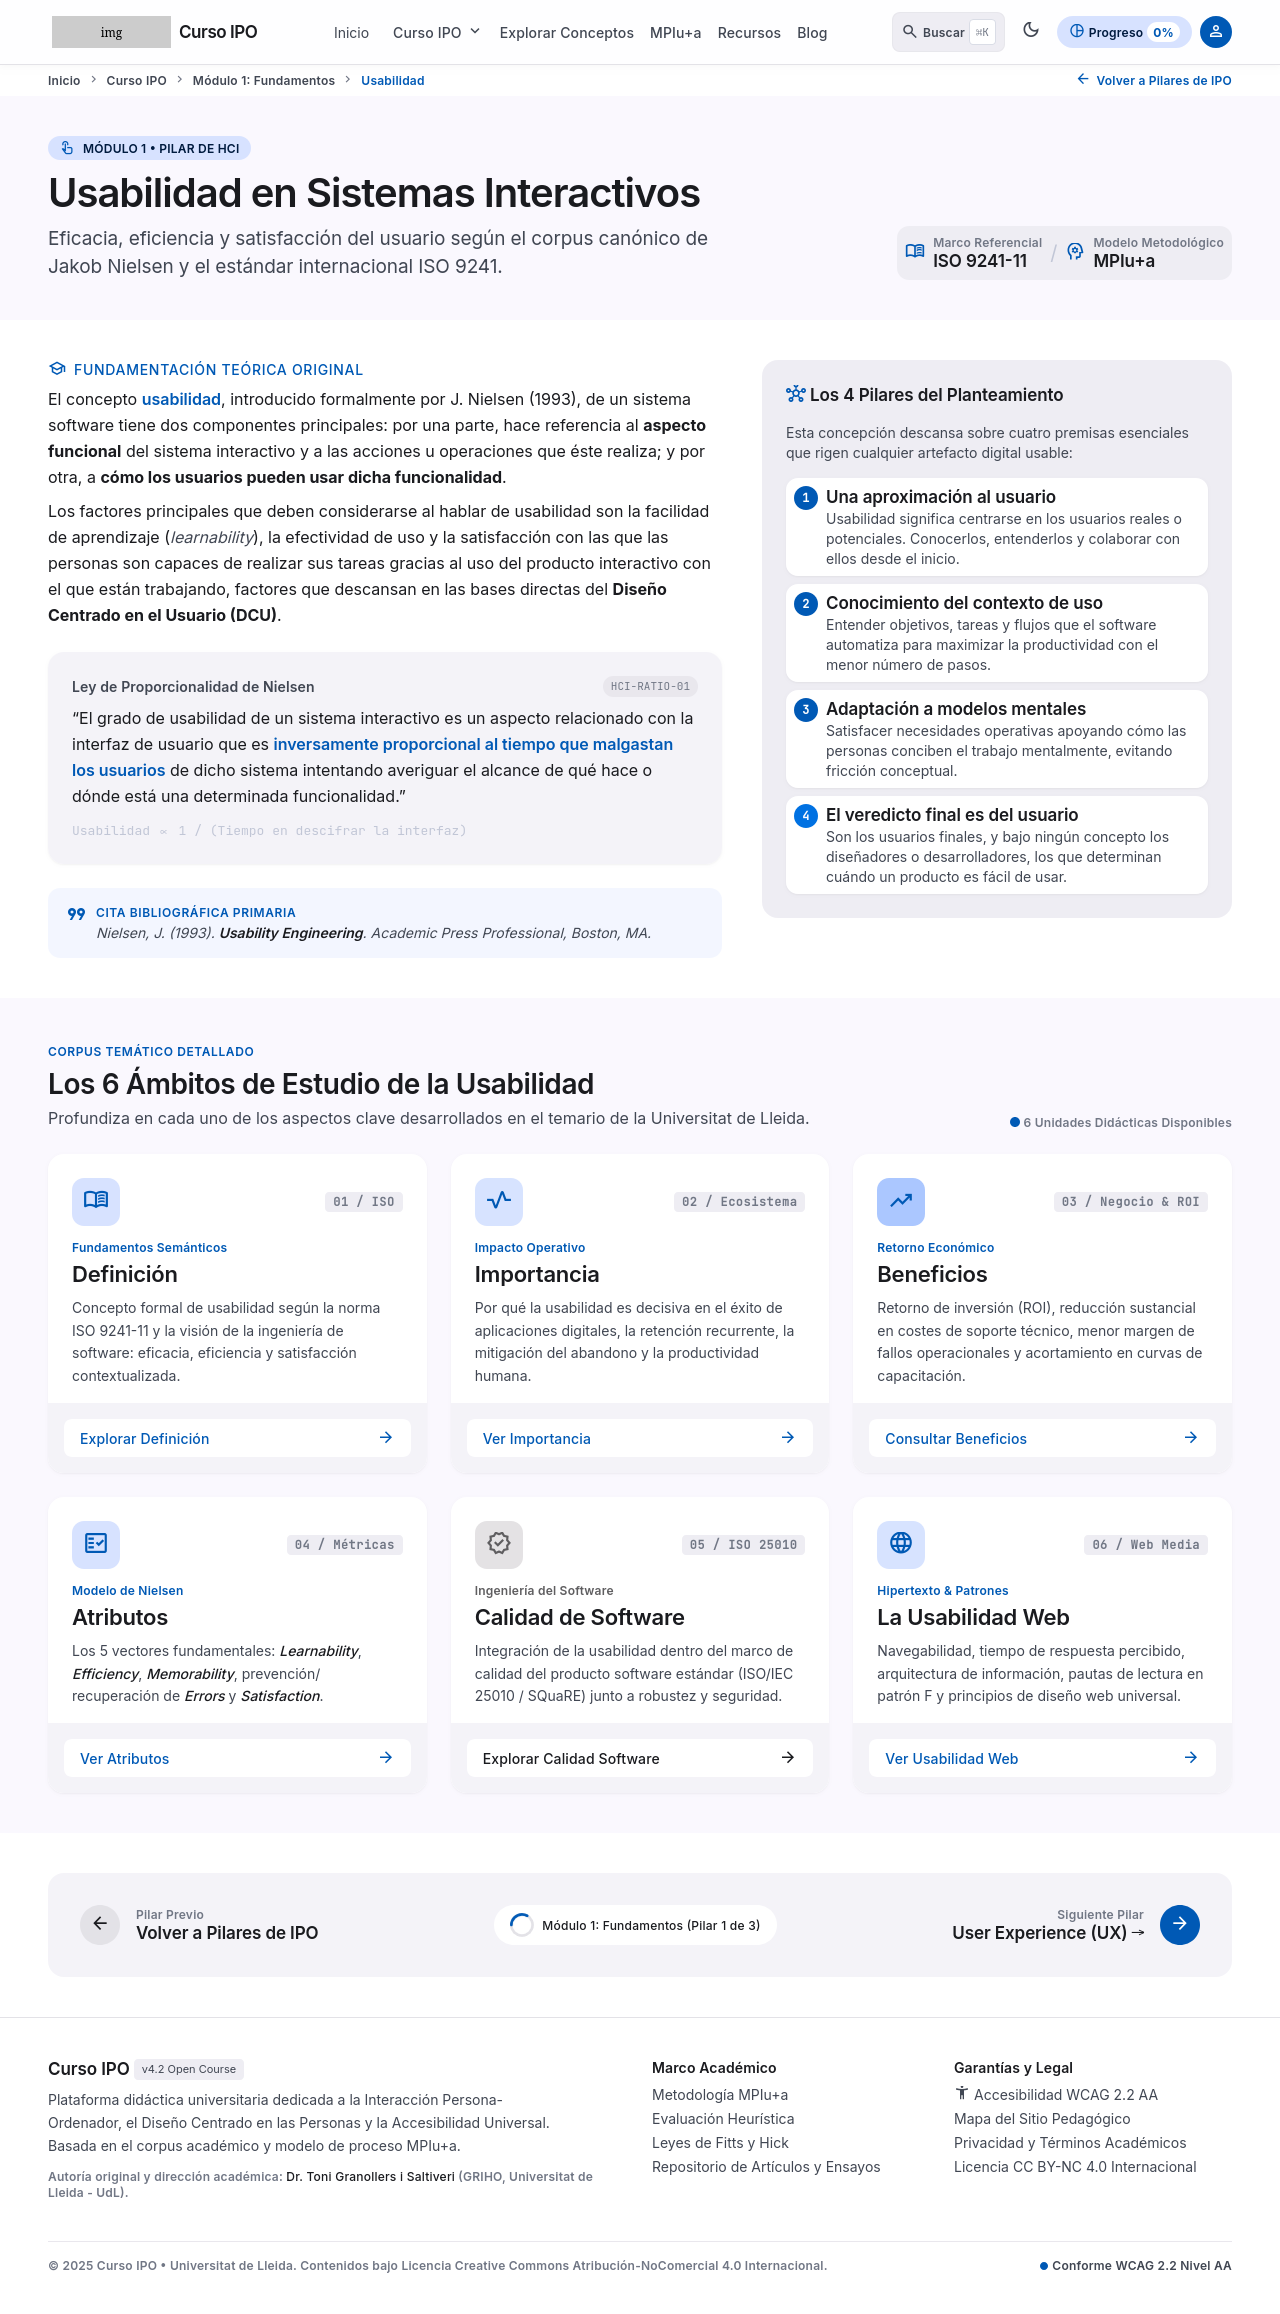 img
Curso IPO
Inicio
Curso IPO
Explorar Conceptos
MPIu+a
Recursos
Blog
Buscar
⌘K
Progreso 0%
Inicio > Curso IPO > Módulo 1: Fundamentos > Usabilidad
← Volver a Pilares de IPO
MÓDULO 1 • PILAR DE HCI
Usabilidad en Sistemas Interactivos
Eficacia, eficiencia y satisfacción del usuario según el corpus canónico de
Jakob Nielsen y el estándar internacional ISO 9241.
Marco Referencial
ISO 9241-11
/
Modelo Metodológico
MPIu+a
FUNDAMENTACIÓN TEÓRICA ORIGINAL
El concepto usabilidad, introducido formalmente por J. Nielsen (1993), de un sistema
software tiene dos componentes principales: por una parte, hace referencia al aspecto
funcional del sistema interactivo y a las acciones u operaciones que éste realiza; y por
otra, a cómo los usuarios pueden usar dicha funcionalidad.
Los factores principales que deben considerarse al hablar de usabilidad son la facilidad
de aprendizaje (learnability), la efectividad de uso y la satisfacción con las que las
personas son capaces de realizar sus tareas gracias al uso del producto interactivo con
el que están trabajando, factores que descansan en las bases directas del Diseño
Centrado en el Usuario (DCU).
Ley de Proporcionalidad de Nielsen
HCI-RATIO-01
“El grado de usabilidad de un sistema interactivo es un aspecto relacionado con la
interfaz de usuario que es inversamente proporcional al tiempo que malgastan
los usuarios de dicho sistema intentando averiguar el alcance de qué hace o
dónde está una determinada funcionalidad.”
Usabilidad ∝ 1 / (Tiempo en descifrar la interfaz)
CITA BIBLIOGRÁFICA PRIMARIA
Nielsen, J. (1993). Usability Engineering. Academic Press Professional, Boston, MA.
Los 4 Pilares del Planteamiento
Esta concepción descansa sobre cuatro premisas esenciales
que rigen cualquier artefacto digital usable:
1
Una aproximación al usuario
Usabilidad significa centrarse en los usuarios reales o
potenciales. Conocerlos, entenderlos y colaborar con
ellos desde el inicio.
2
Conocimiento del contexto de uso
Entender objetivos, tareas y flujos que el software
automatiza para maximizar la productividad con el
menor número de pasos.
3
Adaptación a modelos mentales
Satisfacer necesidades operativas apoyando cómo las
personas conciben el trabajo mentalmente, evitando
fricción conceptual.
4
El veredicto final es del usuario
Son los usuarios finales, y bajo ningún concepto los
diseñadores o desarrolladores, los que determinan
cuándo un producto es fácil de usar.
CORPUS TEMÁTICO DETALLADO
Los 6 Ámbitos de Estudio de la Usabilidad
Profundiza en cada uno de los aspectos clave desarrollados en el temario de la Universitat de Lleida.
6 Unidades Didácticas Disponibles
01 / ISO
Fundamentos Semánticos
Definición
Concepto formal de usabilidad según la norma
ISO 9241-11 y la visión de la ingeniería de
software: eficacia, eficiencia y satisfacción
contextualizada.
Explorar Definición →
02 / Ecosistema
Impacto Operativo
Importancia
Por qué la usabilidad es decisiva en el éxito de
aplicaciones digitales, la retención recurrente, la
mitigación del abandono y la productividad
humana.
Ver Importancia →
03 / Negocio & ROI
Retorno Económico
Beneficios
Retorno de inversión (ROI), reducción sustancial
en costes de soporte técnico, menor margen de
fallos operacionales y acortamiento en curvas de
capacitación.
Consultar Beneficios →
04 / Métricas
Modelo de Nielsen
Atributos
Los 5 vectores fundamentales: Learnability,
Efficiency, Memorability, prevención/
recuperación de Errors y Satisfaction.
Ver Atributos →
05 / ISO 25010
Ingeniería del Software
Calidad de Software
Integración de la usabilidad dentro del marco de
calidad del producto software estándar (ISO/IEC
25010 / SQuaRE) junto a robustez y seguridad.
Explorar Calidad Software →
06 / Web Media
Hipertexto & Patrones
La Usabilidad Web
Navegabilidad, tiempo de respuesta percibido,
arquitectura de información, pautas de lectura en
patrón F y principios de diseño web universal.
Ver Usabilidad Web →
Pilar Previo
Volver a Pilares de IPO
Módulo 1: Fundamentos (Pilar 1 de 3)
Siguiente Pilar
User Experience (UX) →
Curso IPO
v4.2 Open Course
Plataforma didáctica universitaria dedicada a la Interacción Persona-
Ordenador, el Diseño Centrado en las Personas y la Accesibilidad Universal.
Basada en el corpus académico y modelo de proceso MPIu+a.
Autoría original y dirección académica: Dr. Toni Granollers i Saltiveri (GRIHO, Universitat de
Lleida - UdL).
Marco Académico
Metodología MPIu+a
Evaluación Heurística
Leyes de Fitts y Hick
Repositorio de Artículos y Ensayos
Garantías y Legal
Accesibilidad WCAG 2.2 AA
Mapa del Sitio Pedagógico
Privacidad y Términos Académicos
Licencia CC BY-NC 4.0 Internacional
© 2025 Curso IPO • Universitat de Lleida. Contenidos bajo Licencia Creative Commons Atribución-NoComercial 4.0 Internacional.
Conforme WCAG 2.2 Nivel AA